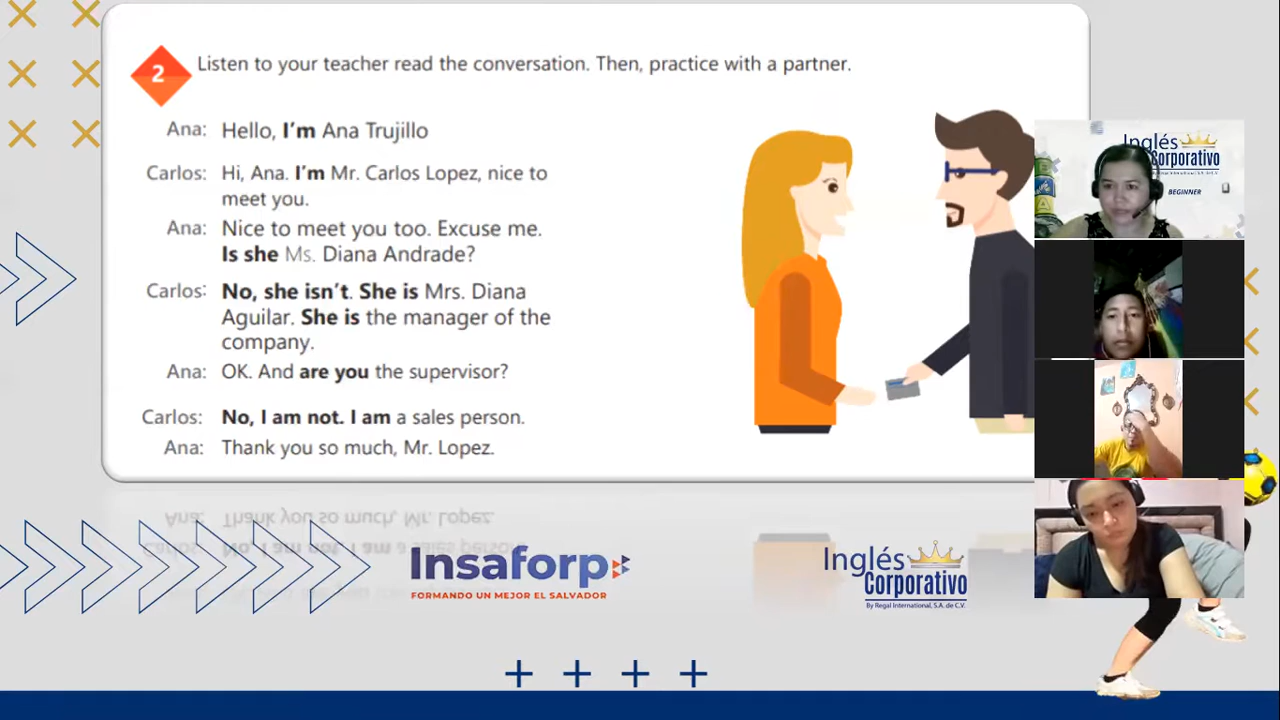 2
Listen to your teacher read the conversation. Then, practice with a partner.
Ana: Hello, I'm Ana Trujillo
Carlos: Hi, Ana. I'm Mr. Carlos Lopez, nice to
meet you.
Ana: Nice to meet you too. Excuse me.
Is she Ms. Diana Andrade?
Carlos: No, she isn't. She is Mrs. Diana
Aguilar. She is the manager of the
company.
Ana: OK. And are you the supervisor?
Carlos: No, I am not. I am a sales person.
Ana: Thank you so much, Mr. Lopez.
Inglés
Corporativo
BEGINNER
Insaforp
FORMANDO UN MEJOR EL SALVADOR
Inglés
Corporativo
By Regal International, S.A. de C.V.